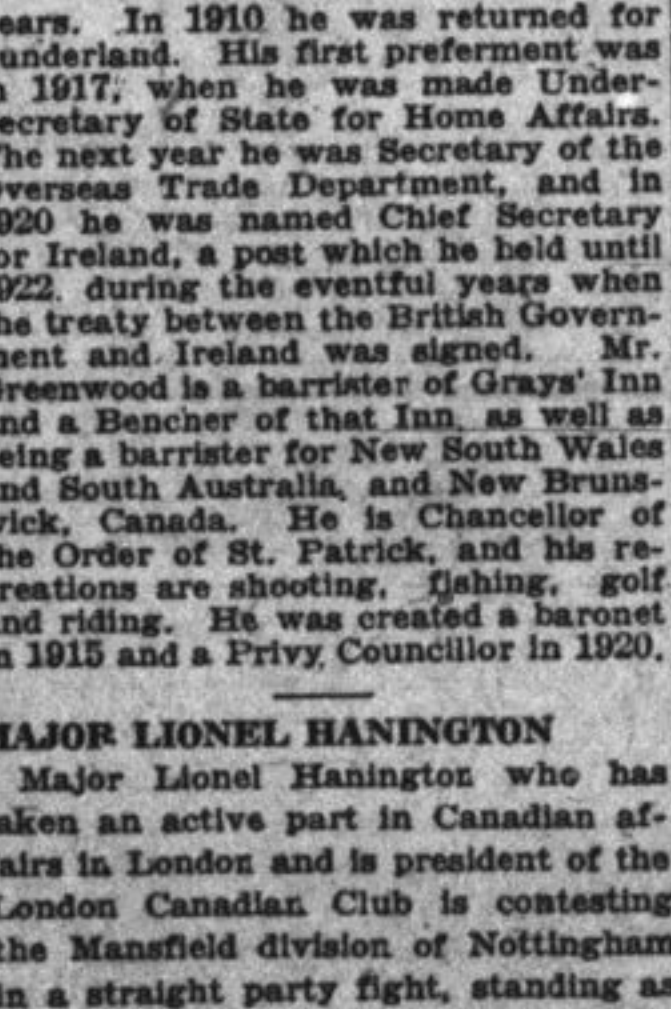 ears. In 1910 he was returned for
underland. His first preferment was
n 1917, when he was made Under-
ecretary of State for Home Affairs.
he next year he was Secretary of the
verseas Trade Department, and in
920 he was named Chief Secretary
or Ireland, a post which he held until
922. during the eventful years when
he treaty between the British Govern-
ment and Ireland was signed. Mr.
Greenwood is a barrister of Grays' Inn
nd a Bencher of that Inn, as well as
eing a barrister for New South Wales
nd South Australia, and New Bruns-
wick, Canada. He is Chancellor of
he Order of St. Patrick, and his re-
reations are shooting, fishing, golf
nd riding. He was created a baronet
n 1915 and a Privy Councillor in 1920.
MAJOR LIONEL HANINGTON
Major Lionel Hanington who has
aken an active part in Canadian af-
airs in London and is president of the
London Canadian Club is contesting
the Mansfield division of Nottingham
in a straight party fight, standing as